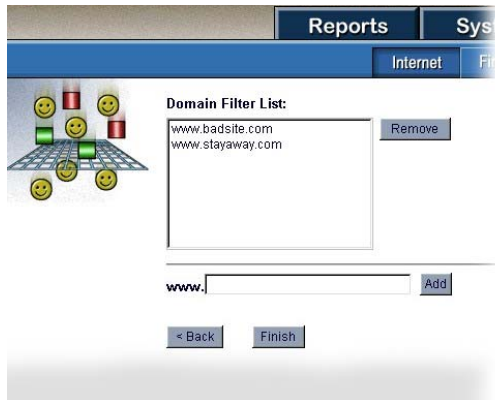 Reports
Internet
Domain Filter List:
www.badsite.com
www.stayaway.com
Remove
www.
Add
< Back
Finish